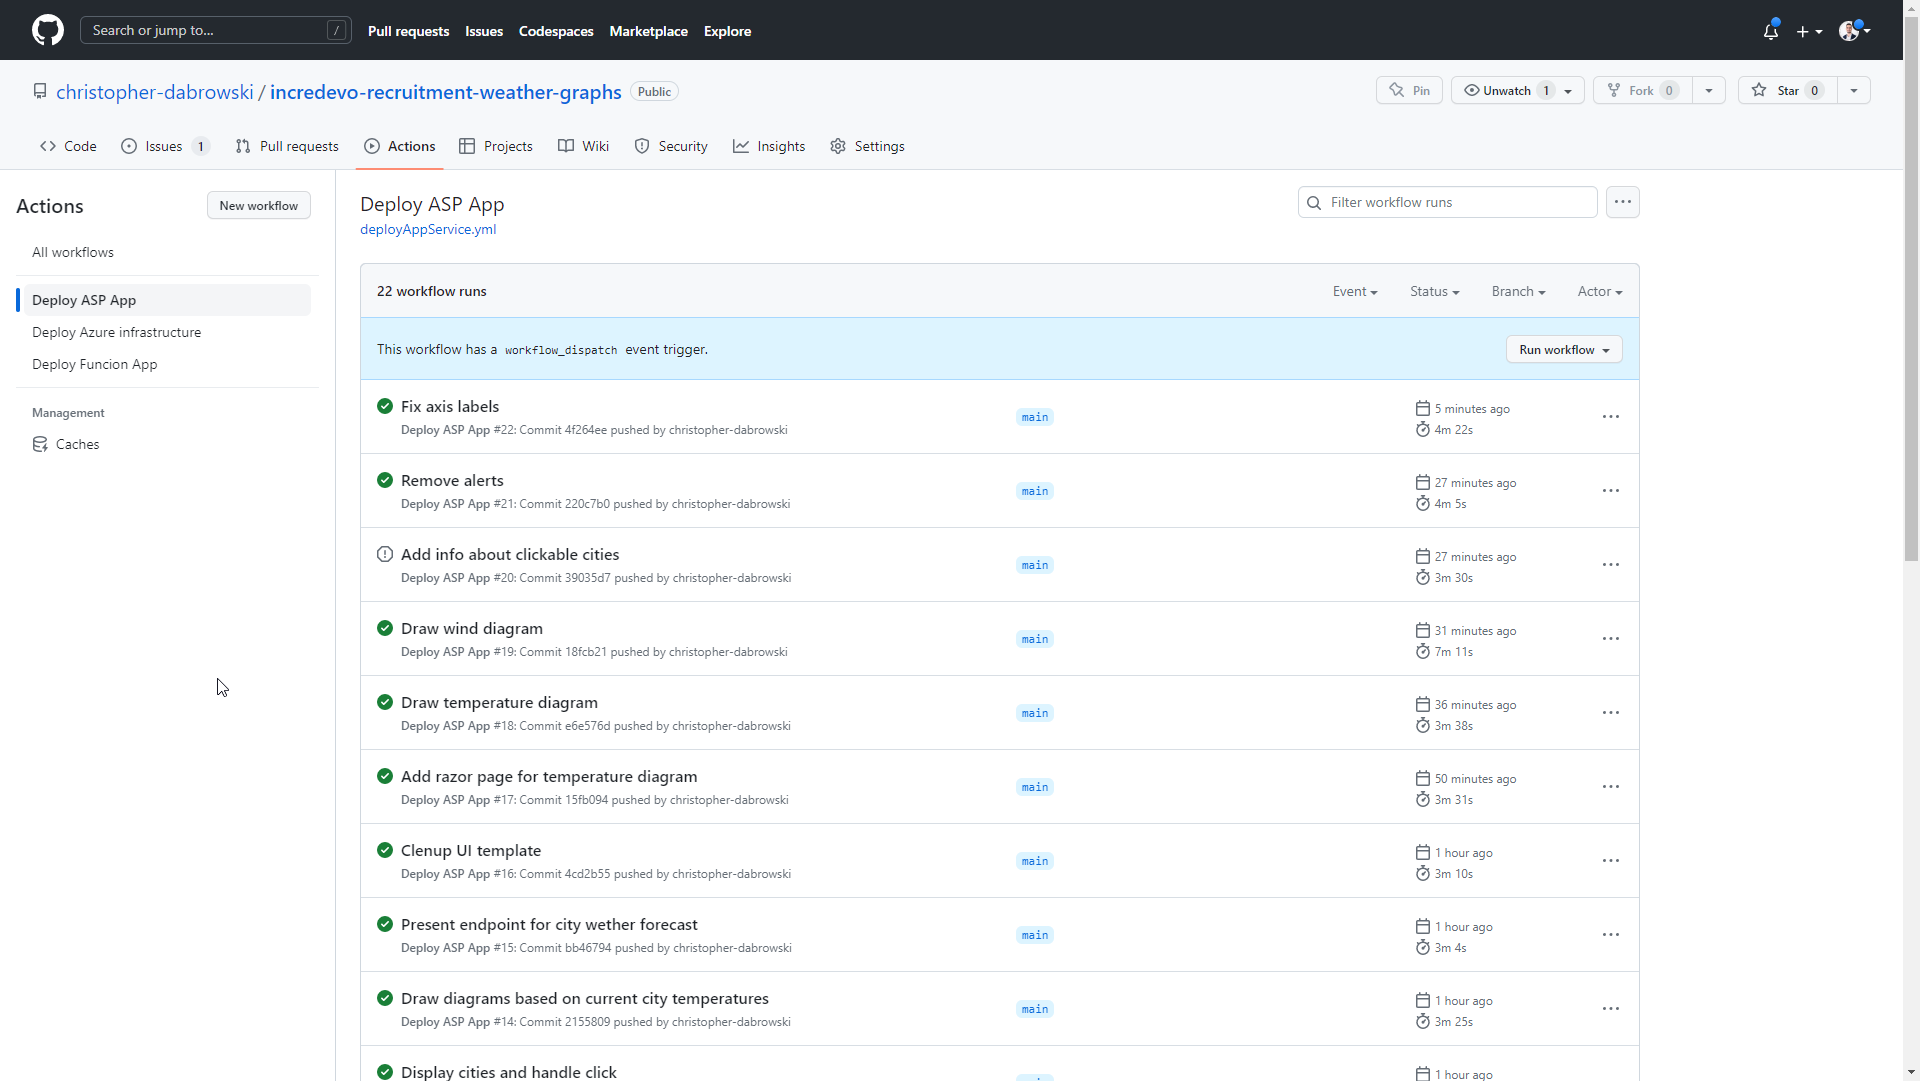 Search or jump to...
/
Pull requests
Issues
Codespaces
Marketplace
Explore
christopher-dabrowski / incredevo-recruitment-weather-graphs
Public
Pin
Unwatch 1
Fork 0
Star 0
Code
Issues 1
Pull requests
Actions
Projects
Wiki
Security
Insights
Settings
Actions
New workflow
All workflows
Deploy ASP App
Deploy Azure infrastructure
Deploy Funcion App
Management
Caches
Deploy ASP App
deployAppService.yml
Filter workflow runs
22 workflow runs
Event
Status
Branch
Actor
This workflow has a workflow_dispatch event trigger.
Run workflow
Fix axis labels
Deploy ASP App #22: Commit 4f264ee pushed by christopher-dabrowski
main
5 minutes ago
4m 22s
Remove alerts
Deploy ASP App #21: Commit 220c7b0 pushed by christopher-dabrowski
main
27 minutes ago
4m 5s
Add info about clickable cities
Deploy ASP App #20: Commit 39035d7 pushed by christopher-dabrowski
main
27 minutes ago
3m 30s
Draw wind diagram
Deploy ASP App #19: Commit 18fcb21 pushed by christopher-dabrowski
main
31 minutes ago
7m 11s
Draw temperature diagram
Deploy ASP App #18: Commit e6e576d pushed by christopher-dabrowski
main
36 minutes ago
3m 38s
Add razor page for temperature diagram
Deploy ASP App #17: Commit 15fb094 pushed by christopher-dabrowski
main
50 minutes ago
3m 31s
Clenup UI template
Deploy ASP App #16: Commit 4cd2b55 pushed by christopher-dabrowski
main
1 hour ago
3m 10s
Present endpoint for city wether forecast
Deploy ASP App #15: Commit bb46794 pushed by christopher-dabrowski
main
1 hour ago
3m 4s
Draw diagrams based on current city temperatures
Deploy ASP App #14: Commit 2155809 pushed by christopher-dabrowski
main
1 hour ago
3m 25s
Display cities and handle click
1 hour ago